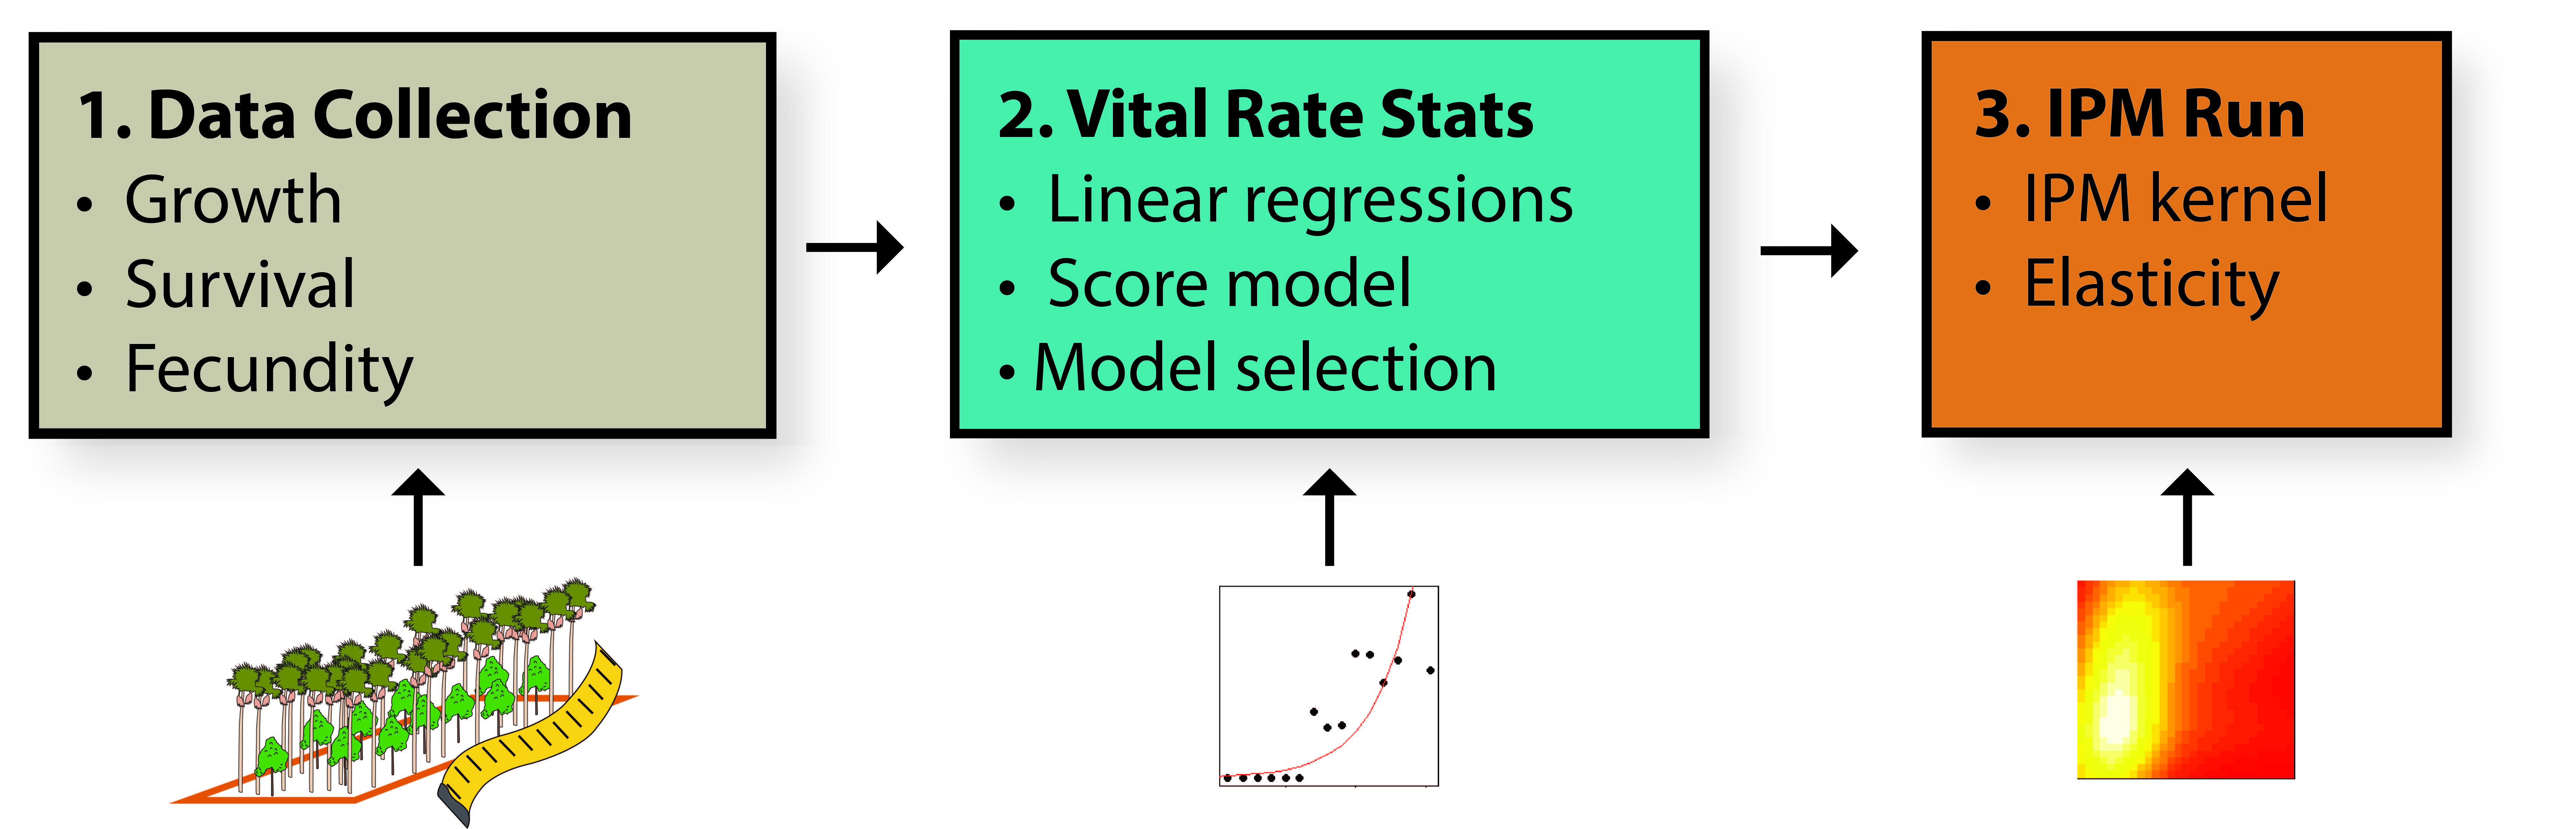 1. Data Collection
• Growth
• Survival
• Fecundity
2. Vital Rate Stats
• Linear regressions
• Score model
• Model selection
3. IPM Run
• IPM kernel
• Elasticity